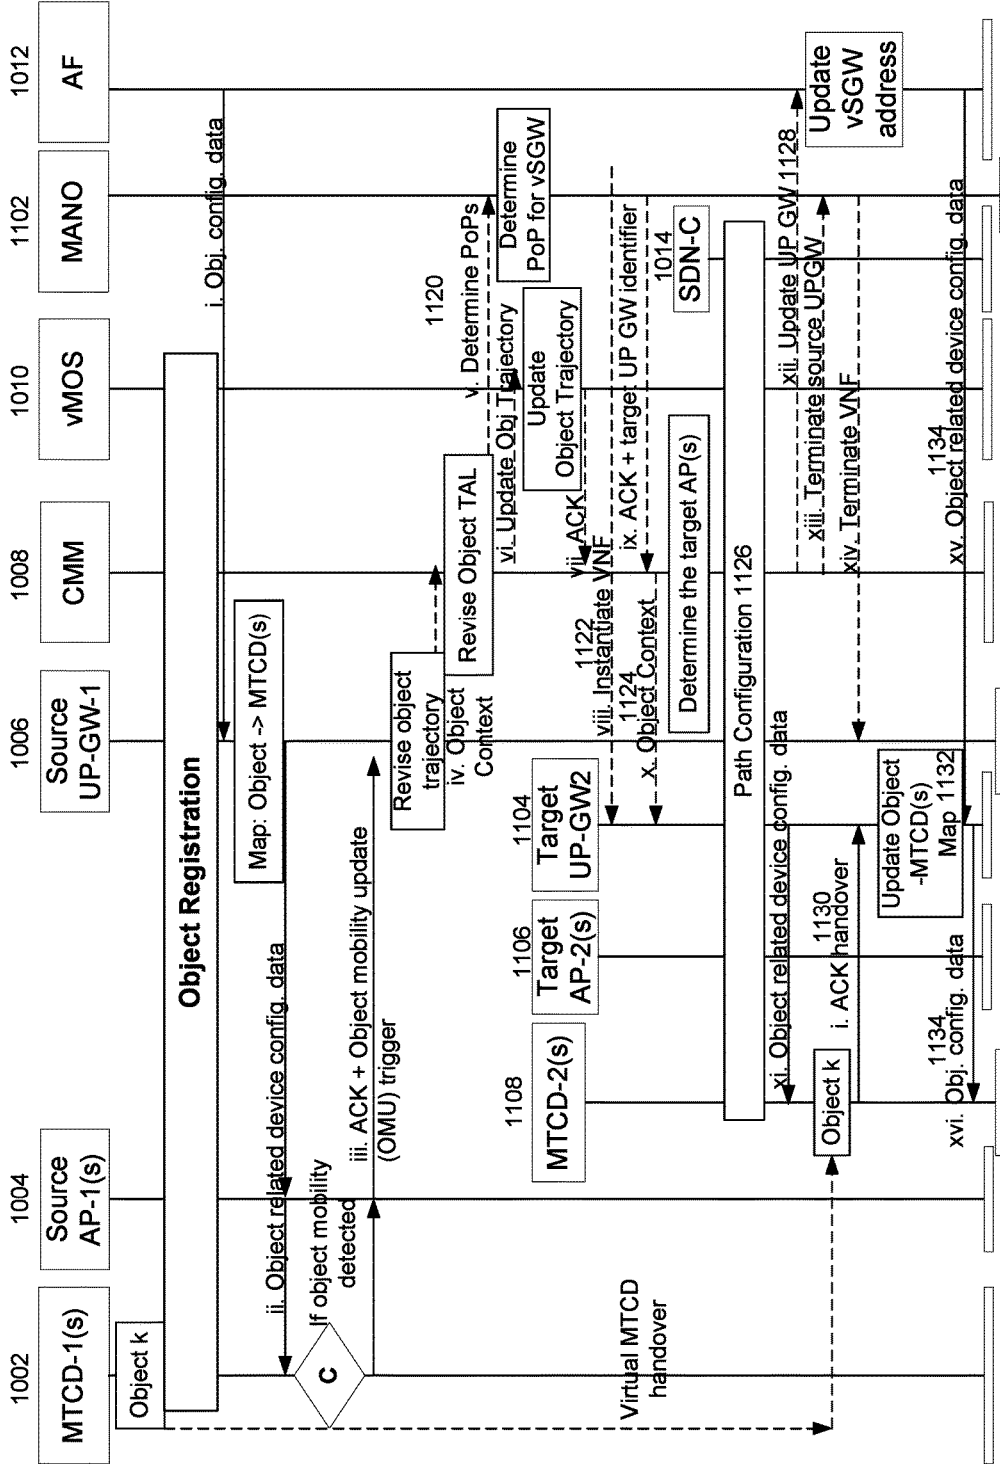 1002
MTCD-1(s)
1004
Source
AP-1(s)
1006
Source
UP-GW-1
1008
CMM
1010
vMOS
1102
MANO
1012
AF
Object k
Object Registration
i. Obj. config. data
Map: Object -> MTCD(s)
ii. Object related device config. data
C
If object mobility
detected
iii. ACK + Object mobility update
(OMU) trigger
Revise object
trajectory
iv. Object
Context
Revise Object TAL
1120
v. Determine PoPs
vi. Update Obj Trajectory
Determine
PoP for vSGW
Update
Object Trajectory
vii. ACK
1122
viii. Instantiate VNF
ix. ACK + target UP GW identifier
1124
x. Object Context
1108
MTCD-2(s)
1106
Target
AP-2(s)
1104
Target
UP-GW2
1014
SDN-C
Determine the target AP(s)
Path Configuration 1126
xi. Object related device config. data
xii. Update UP GW 1128
Update
vSGW
address
xiii. Terminate source UPGW
xiv. Terminate VNF
Virtual MTCD
handover
Object k
1130
i. ACK handover
Update Object
-MTCD(s)
Map 1132
1134
xv. Object related device config. data
1134
xvi. Obj. config. data